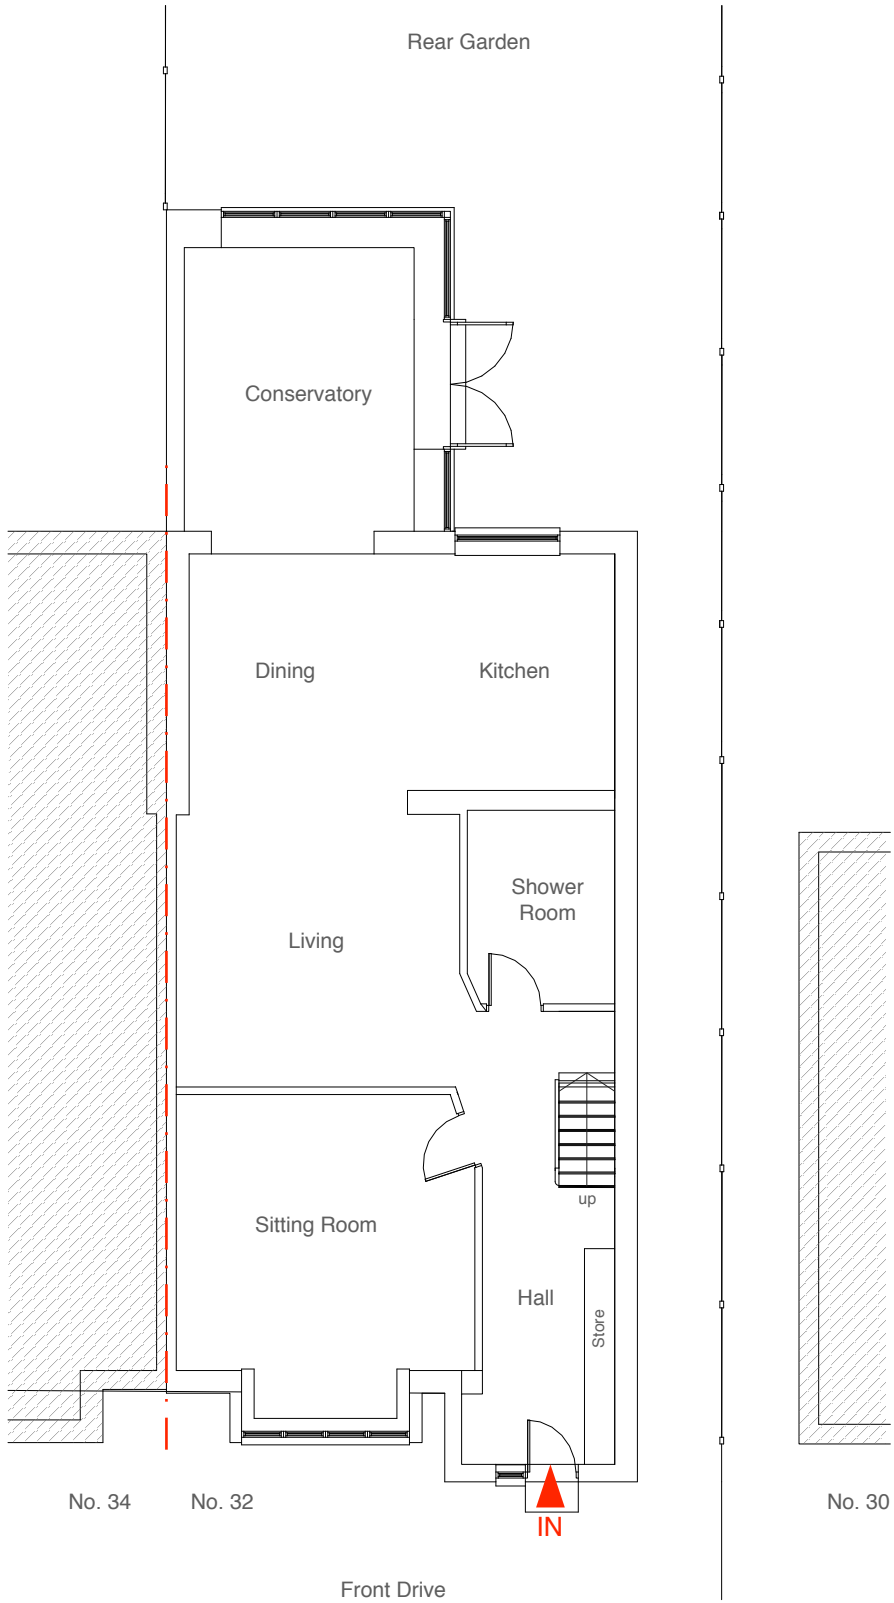 Rear Garden
Conservatory
Dining
Kitchen
Shower
Room
Living
up
Sitting Room
Hall
Store
No. 34
No. 32
No. 30
IN
Front Drive